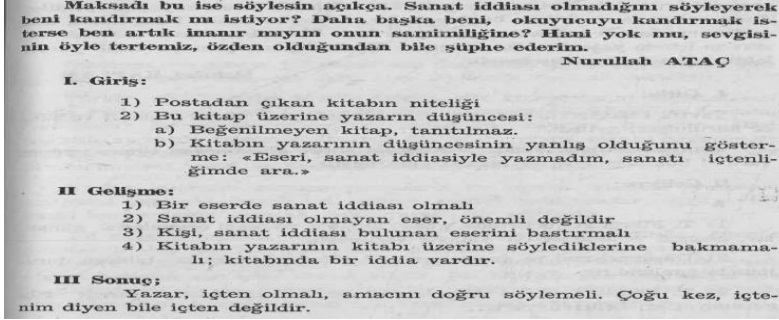 Maksadı bu ise söylesin açıkça. Sanat iddiası olmadığını söyleyerek
beni kandırmak mı istiyor? Daha başka beni, okuyucuyu kandırmak is-
terse ben artık inanır mıyım onun samimiliğine? Hani yok mu, sevgisi-
nin öyle tertemiz, özden olduğundan bile şüphe ederim.
Nurullah ATAÇ
I. Giriş:
1) Postadan çıkan kitabın niteliği
2) Bu kitap üzerine yazarın düşüncesi:
a) Beğenilmeyen kitap, tanıtılmaz.
b) Kitabın yazarının düşüncesinin yanlış olduğunu göster-
me: «Eseri, sanat iddiasiyle yazmadım, sanatı içtenli-
ğimde ara.»
II Gelişme:
1) Bir eserde sanat iddiası olmalı
2) Sanat iddiası olmayan eser, önemli değildir
3) Kişi, sanat iddiası bulunan eserini bastırmalı
4) Kitabın yazarının kitabı üzerine söylediklerine bakmama-
lı; kitabında bir iddia vardır.
III Sonuç;
Yazar, içten olmalı, amacını doğru söylemeli. Çoğu kez, içte-
nim diyen bile içten değildir.